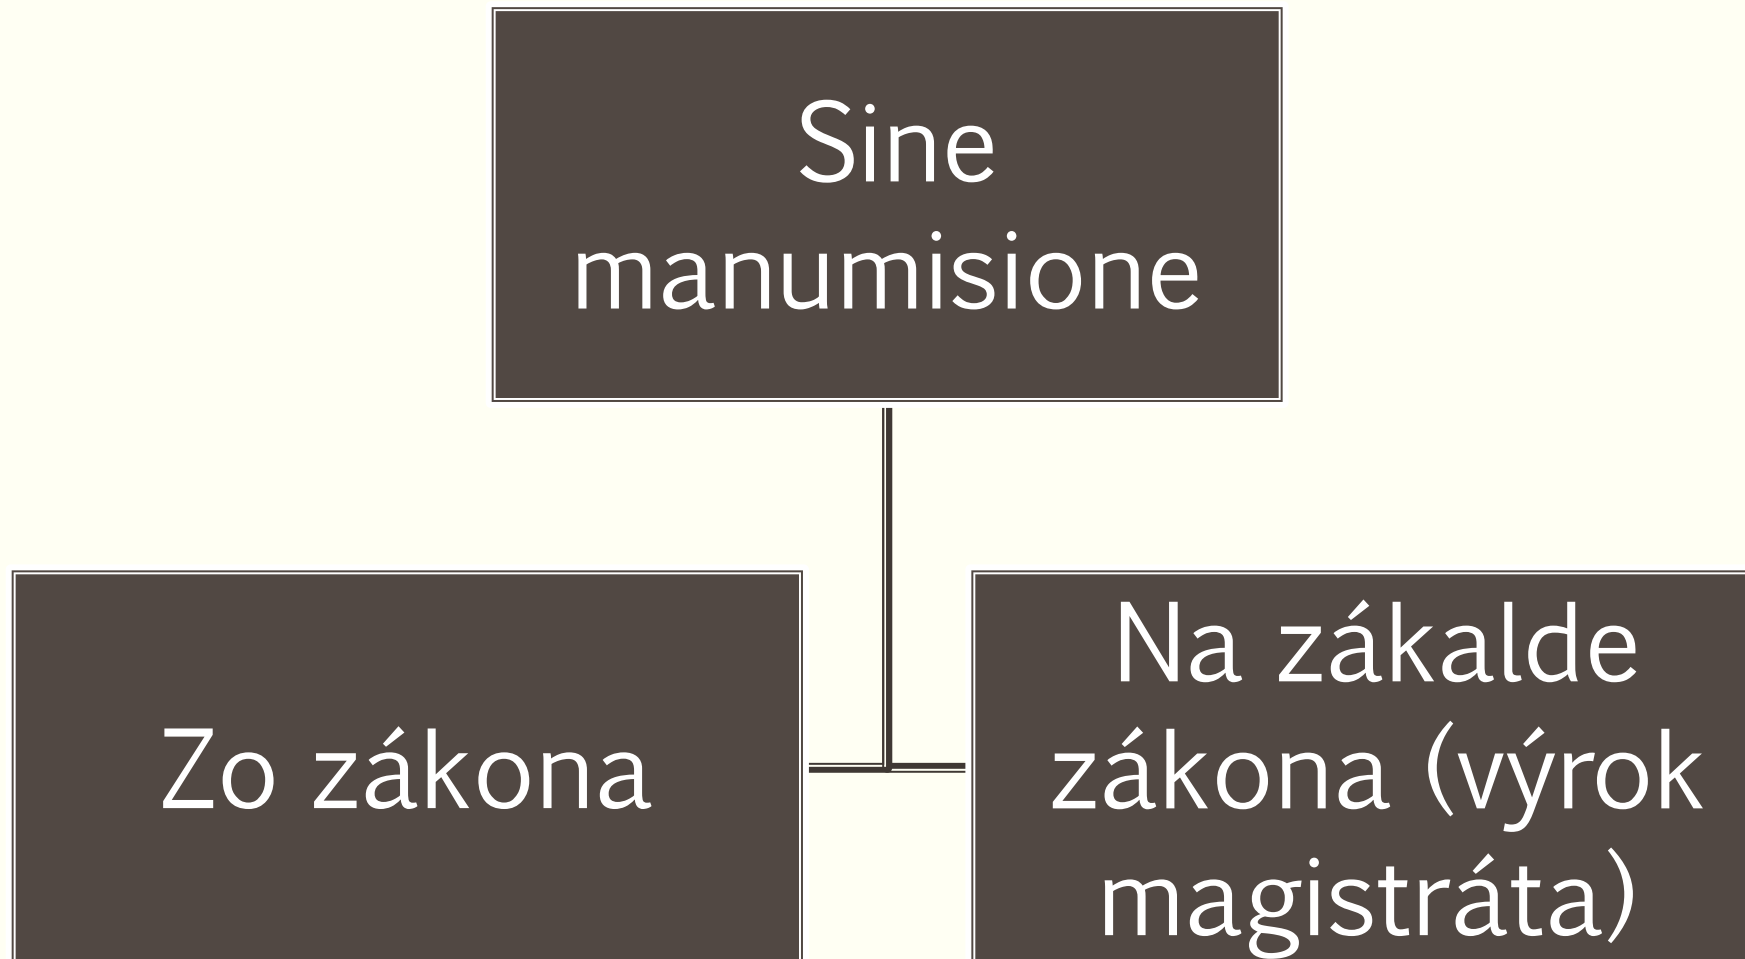 Sine
manumisione
Zo zákona
Na zákalde
zákona (výrok
magistráta)